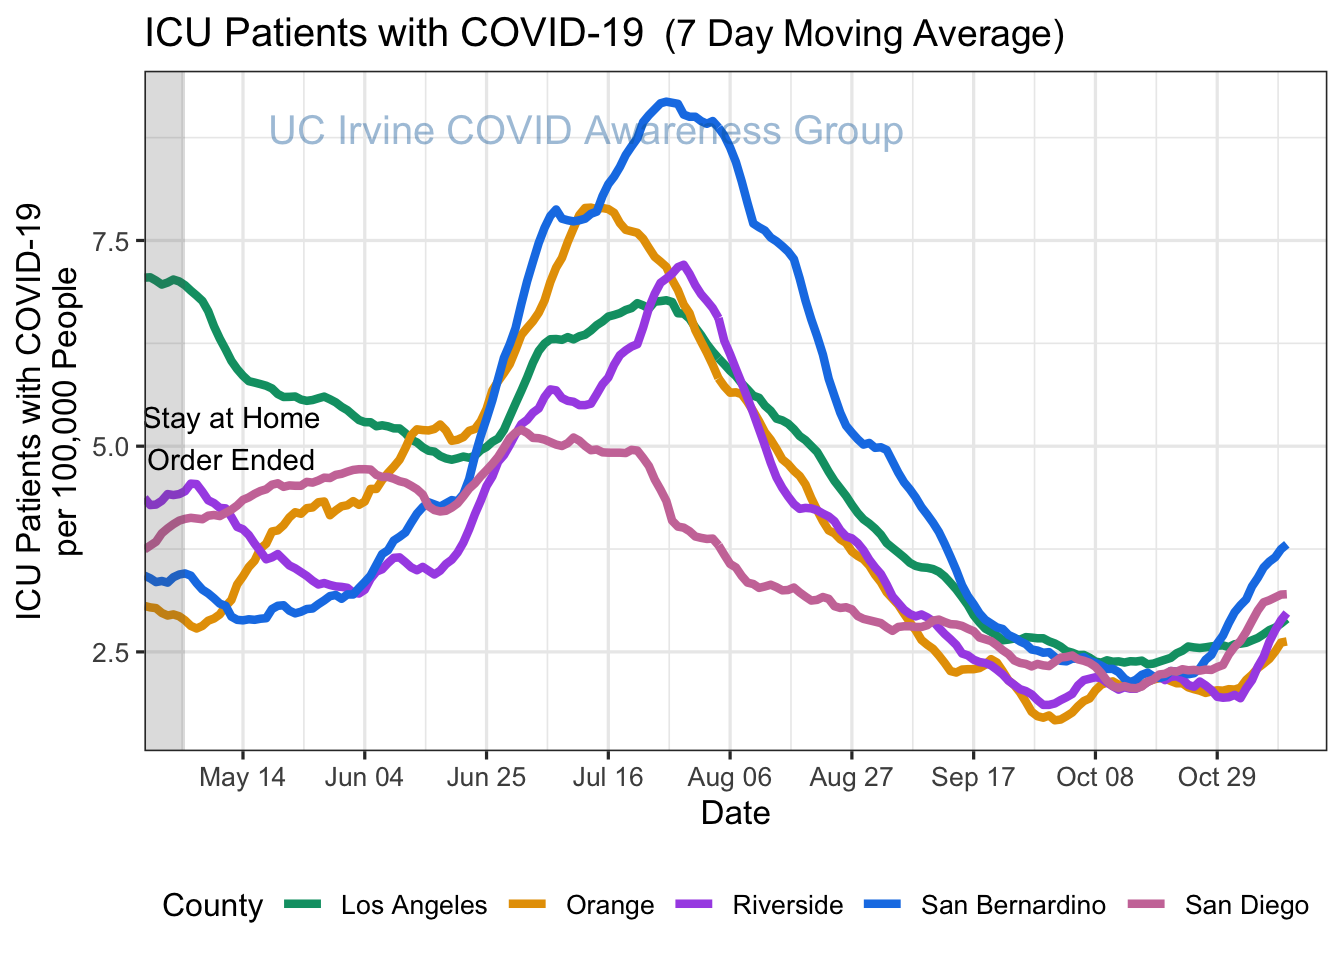 ICU Patients with COVID-19 (7 Day Moving Average)
UC Irvine COVID Awareness Group
ICU Patients with COVID-19
per 100,000 People
7.5
5.0
2.5
Stay at Home
Order Ended
May 14 Jun 04 Jun 25 Jul 16 Aug 06 Aug 27 Sep 17 Oct 08 Oct 29
Date
County Los Angeles Orange Riverside San Bernardino San Diego